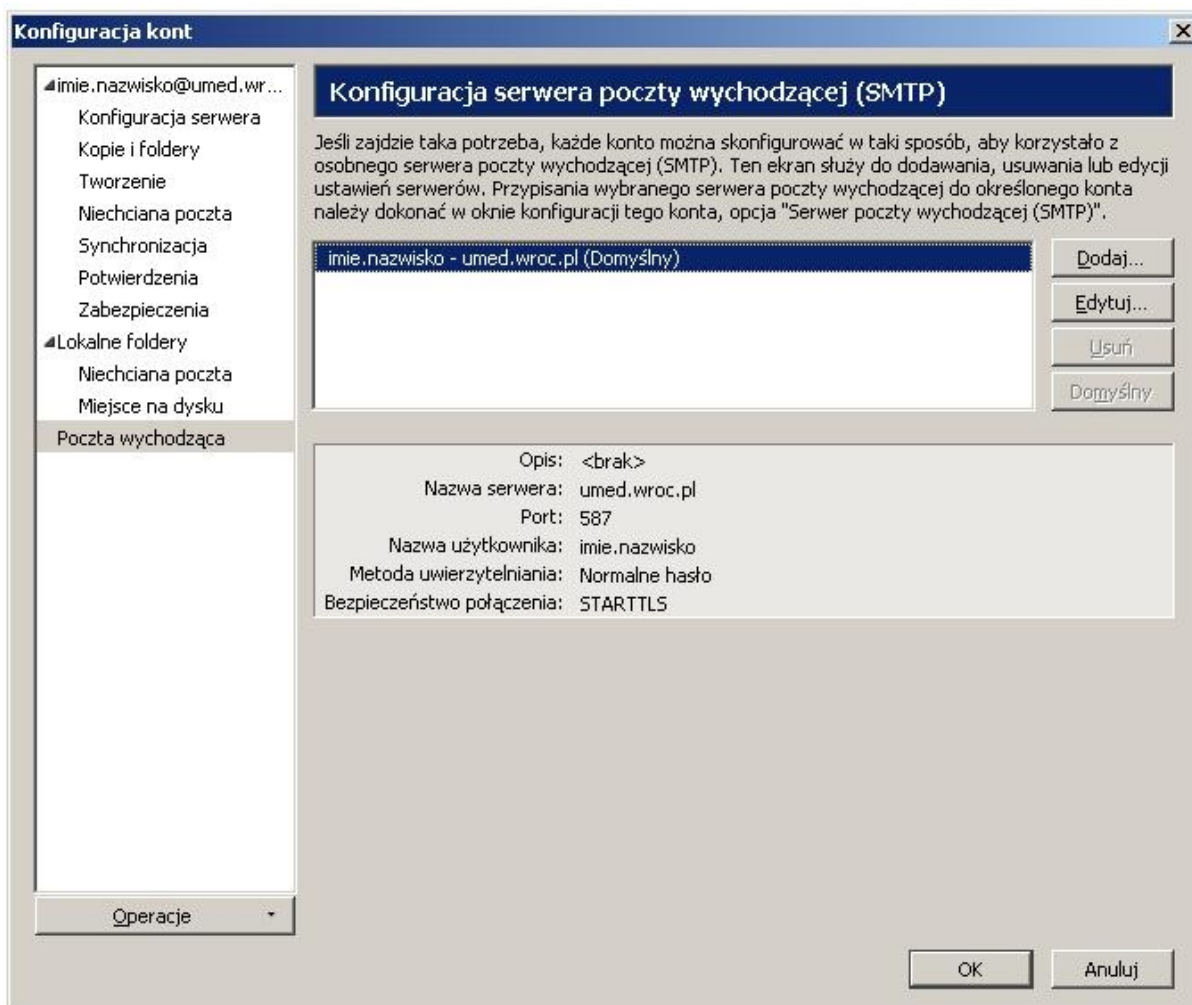 Konfiguracja kont
imie.nazwisko@umed.wr...
Konfiguracja serwera
Kopie i foldery
Tworzenie
Niechciana poczta
Synchronizacja
Potwierdzenia
Zabezpieczenia
Lokalne foldery
Niechciana poczta
Miejsce na dysku
Poczta wychodząca
Operacje
Konfiguracja serwera poczty wychodzącej (SMTP)
Jeśli zajdzie taka potrzeba, każde konto można skonfigurować w taki sposób, aby korzystało z
osobnego serwera poczty wychodzącej (SMTP). Ten ekran służy do dodawania, usuwania lub edycji
ustawień serwerów. Przypisania wybranego serwera poczty wychodzącej do określonego konta
należy dokonać w oknie konfiguracji tego konta, opcja "Serwer poczty wychodzącej (SMTP)".
imie.nazwisko - umed.wroc.pl (Domyślny)
Dodaj...
Edytuj...
Usuń
Domyślny
Opis: <brak>
Nazwa serwera: umed.wroc.pl
Port: 587
Nazwa użytkownika: imie.nazwisko
Metoda uwierzytelniania: Normalne hasło
Bezpieczeństwo połączenia: STARTTLS
OK
Anuluj